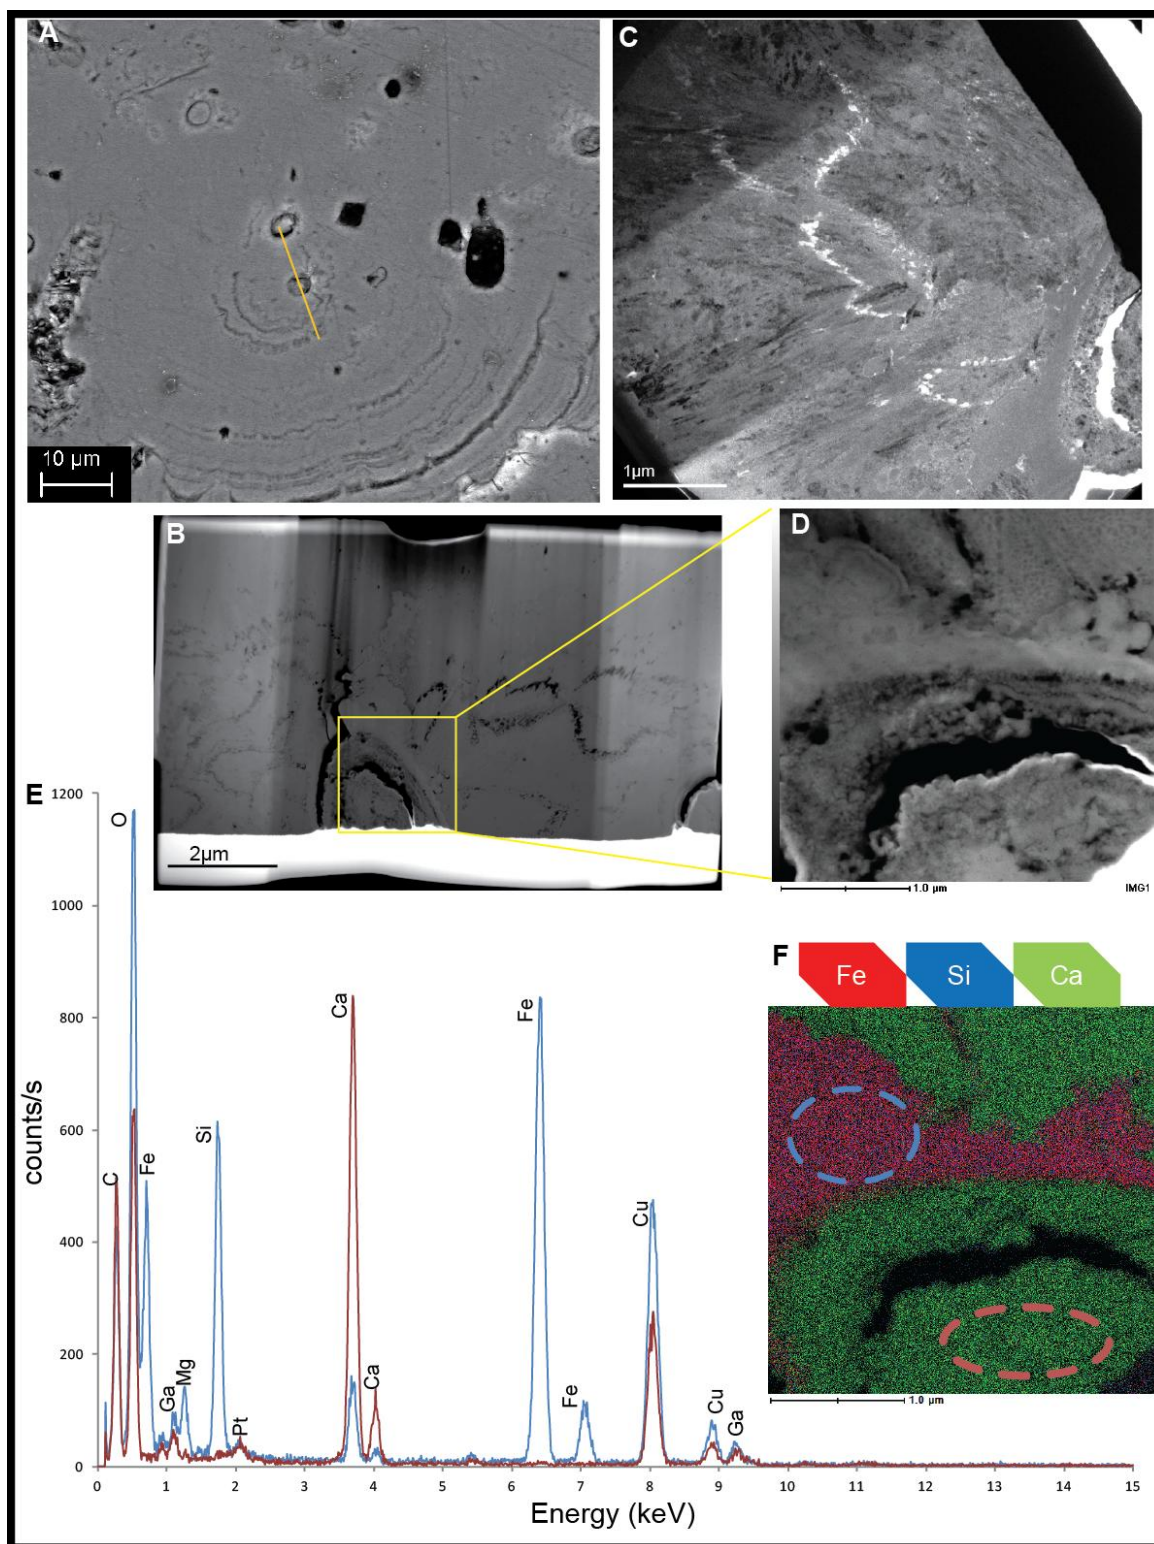 A
10 µm
C
1µm
B
2µm
D
1.0 µm
IMG1
E
counts/s
1200
1000
800
600
400
200
0
O
C
Fe
Ga
Mg
Si
Pt
Ca
Ca
Fe
Fe
Cu
Cu
Ga
0 1 2 3 4 5 6 7 8 9 10 11 12 13 14 15
Energy (keV)
F
Fe Si Ca
1.0 µm